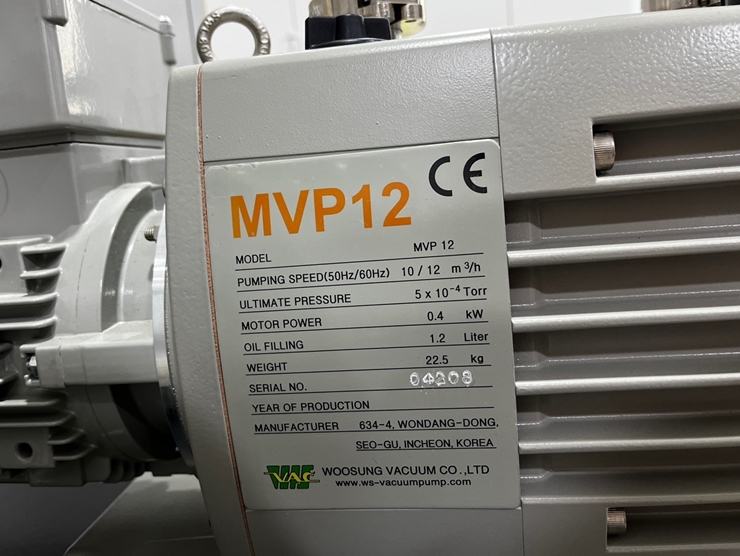 CE
MVP12
MODEL MVP 12
PUMPING SPEED(50Hz/60Hz) 10 / 12 m³/h
ULTIMATE PRESSURE 5 x 10⁻⁴ Torr
MOTOR POWER 0.4 kW
OIL FILLING 1.2 Liter
WEIGHT 22.5 kg
SERIAL NO. 04208
YEAR OF PRODUCTION
MANUFACTURER 634-4, WONDANG-DONG,
SEO-GU, INCHEON, KOREA
WS VAC WOOSUNG VACUUM CO.,LTD
www.ws-vacuumpump.com